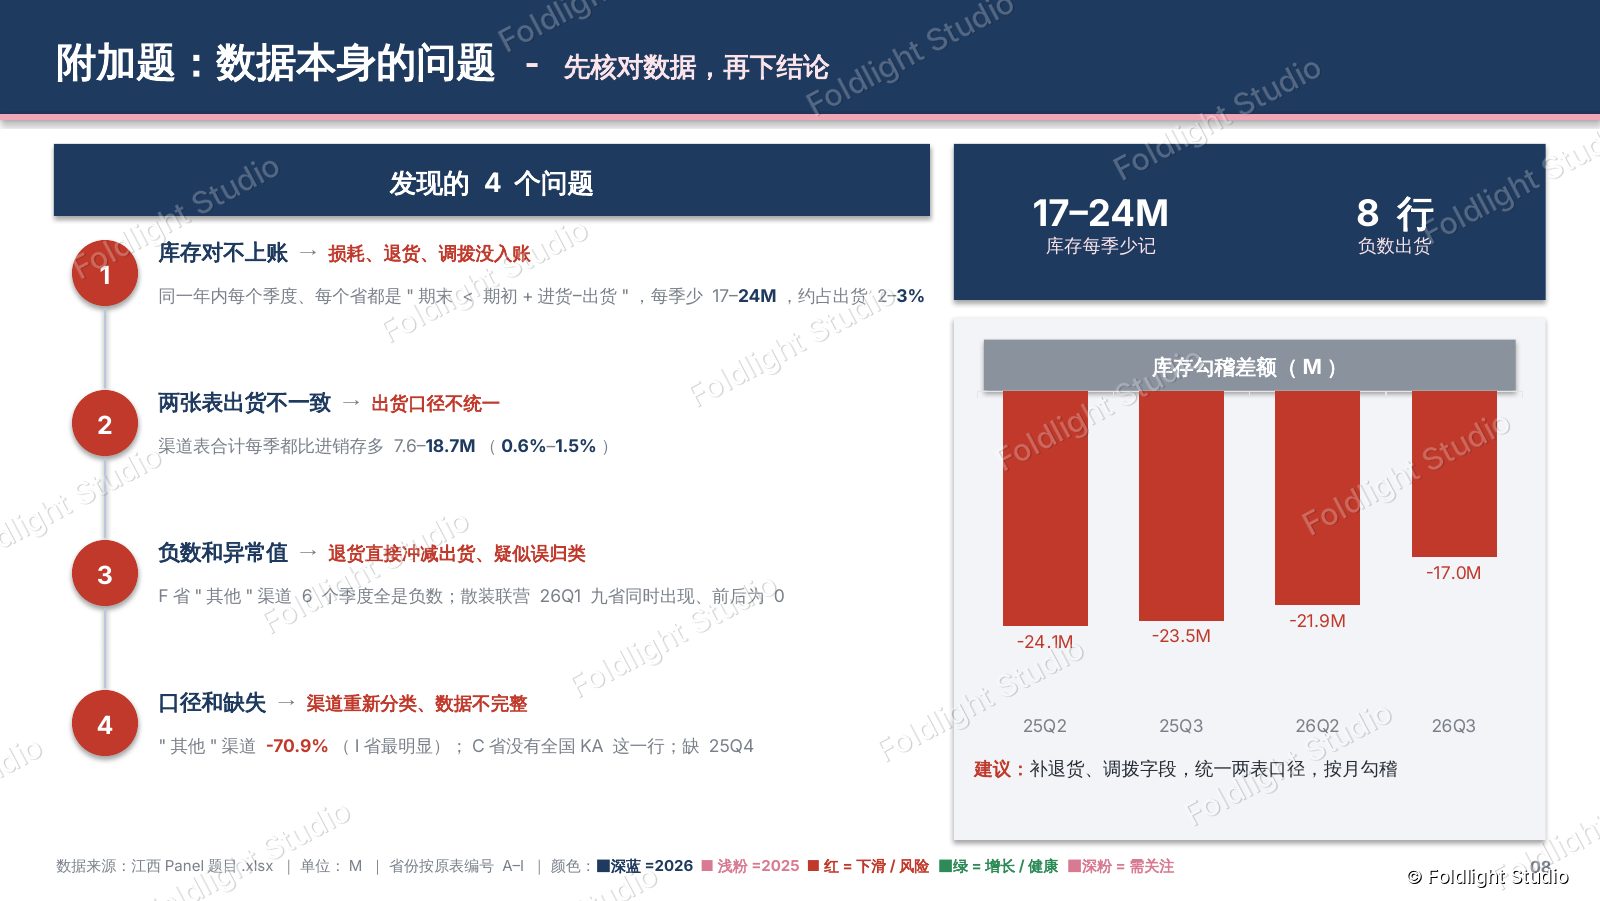 附加题：数据本身的问题 - 先核对数据，再下结论
发现的 4 个问题
1
库存对不上账 → 损耗、退货、调拨没入账
同一年内每个季度、每个省都是"期末 < 期初+进货−出货"，每季少 17–24M，约占出货 2–3%
2
两张表出货不一致 → 出货口径不统一
渠道表合计每季都比进销存多 7.6–18.7M（0.6%–1.5%）
3
负数和异常值 → 退货直接冲减出货、疑似误归类
F 省"其他"渠道 6 个季度全是负数；散装联营 26Q1 九省同时出现、前后为 0
4
口径和缺失 → 渠道重新分类、数据不完整
"其他"渠道 -70.9%（I 省最明显）；C 省没有全国 KA 这一行；缺 25Q4
17–24M
库存每季少记
8 行
负数出货
库存勾稽差额（M）
-24.1M
-23.5M
-21.9M
-17.0M
25Q2 25Q3 26Q2 26Q3
建议：补退货、调拨字段，统一两表口径，按月勾稽
数据来源：江西 Panel 题目.xlsx ｜ 单位：M ｜ 省份按原表编号 A–I ｜ 颜色：■深蓝=2026 ■浅粉=2025 ■红=下滑/风险 ■绿=增长/健康 ■深粉=需关注
08
© Foldlight Studio
Foldlight Studio